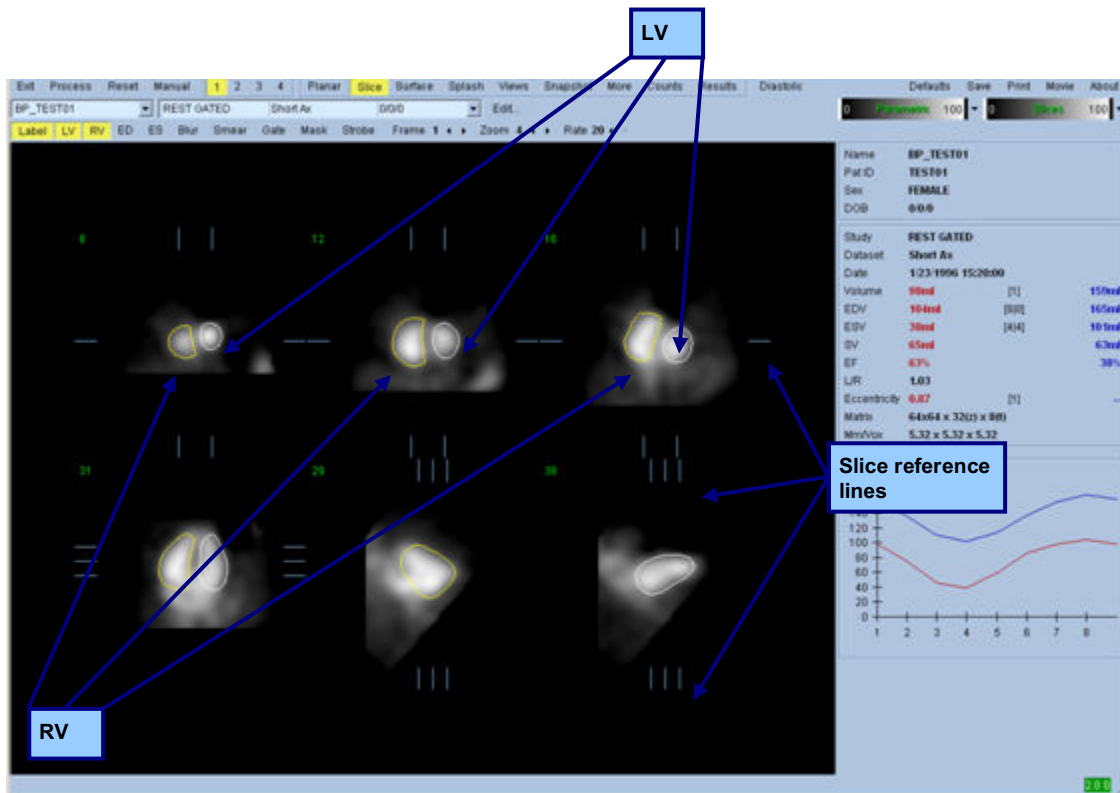 LV
Exit Process Reset Manual 1 2 3 4 Planar Slice Surface Splash Views Snapshot More Counts Results Diastolic Defaults Save Print Movie About
BP_TEST01 REST GATED Short Ax 0/0/0 Edit...
0 Parametric 100 0 Slices 100
Label LV RV ED ES Blur Smear Gate Mask Strobe Frame 1 Zoom 4 Rate 20
Name BP_TEST01
Pat ID TEST01
Sex FEMALE
DOB 0/0/0
8 12 16
Study REST GATED
Dataset Short Ax
Date 1/23/1996 15:20:00
Volume 98ml [1] 159ml
EDV 104ml [8|8] 165ml
ESV 38ml [4|4] 101ml
SV 65ml 63ml
EF 63% 38%
L/R 1.03
Eccentricity 0.87 [1]
Matrix 64x64 x 32(z) x 8(t)
Mm/Vox 5.32 x 5.32 x 5.32
31 29 38
Slice reference
lines
140
120
100
80
60
40
20
0
1 2 3 4 5 6 7 8
RV